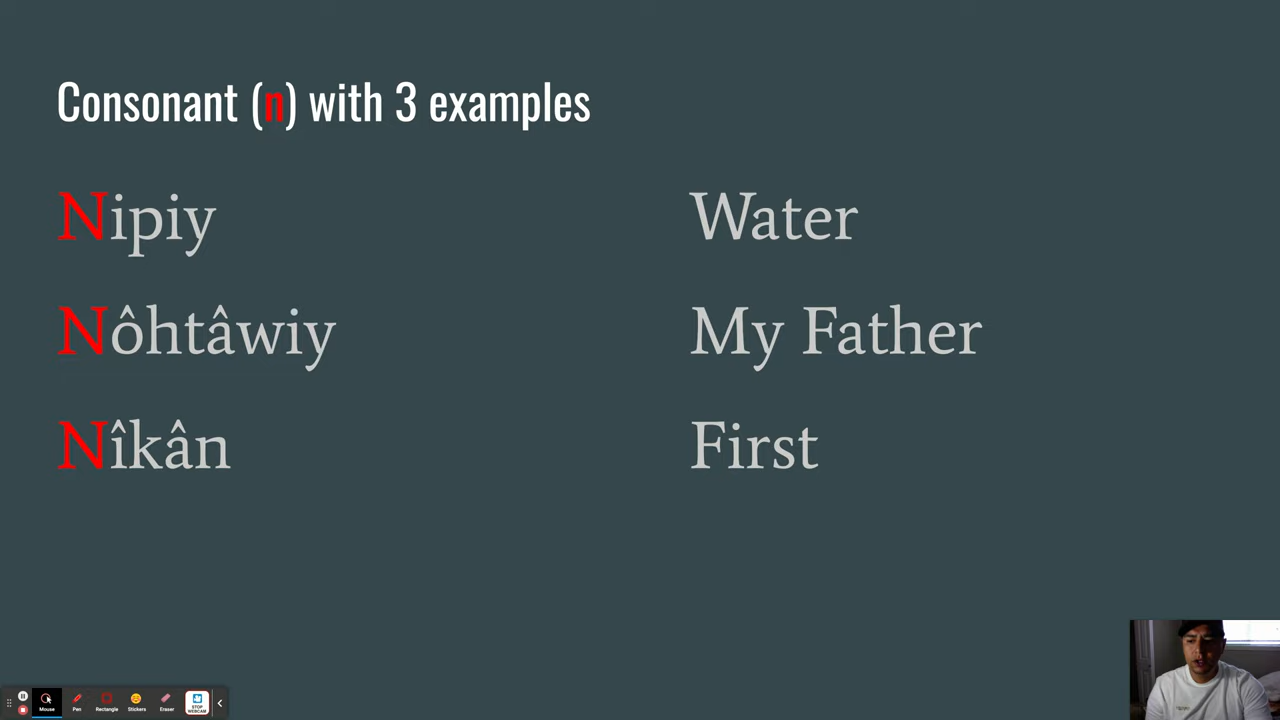 Consonant (n) with 3 examples
Nipiy Water
Nôhtâwiy My Father
Nîkân First
Mouse Pen Rectangle Stickers Eraser STOP WEBCAM